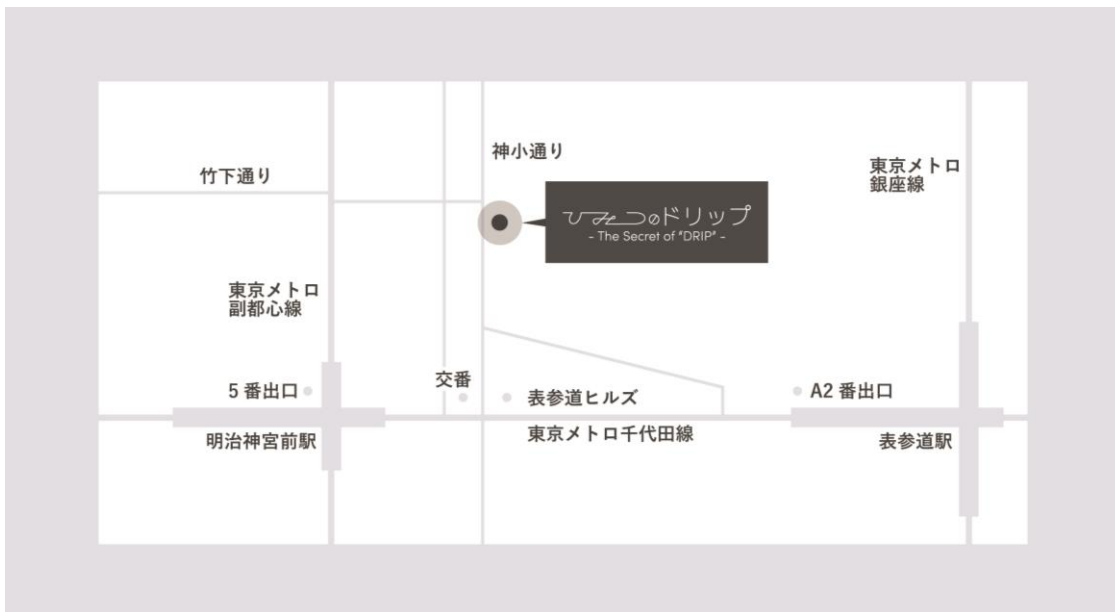 神小通り
竹下通り
東京メトロ
銀座線
ひみつのドリップ
- The Secret of "DRIP" -
東京メトロ
副都心線
交番
5 番出口
表参道ヒルズ
A2 番出口
明治神宮前駅
東京メトロ千代田線
表参道駅